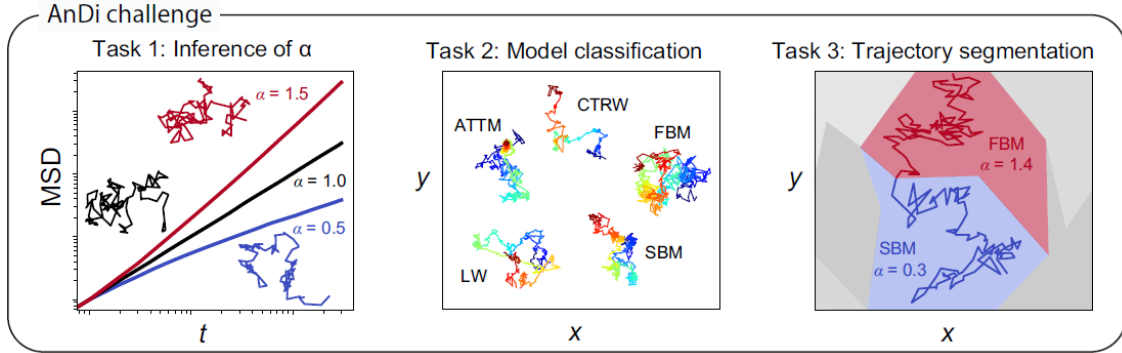 AnDi challenge
Task 1: Inference of α
MSD
α = 1.5
α = 1.0
α = 0.5
t
Task 2: Model classification
y
CTRW
ATTM
FBM
LW
SBM
x
Task 3: Trajectory segmentation
y
FBM
α = 1.4
SBM
α = 0.3
x